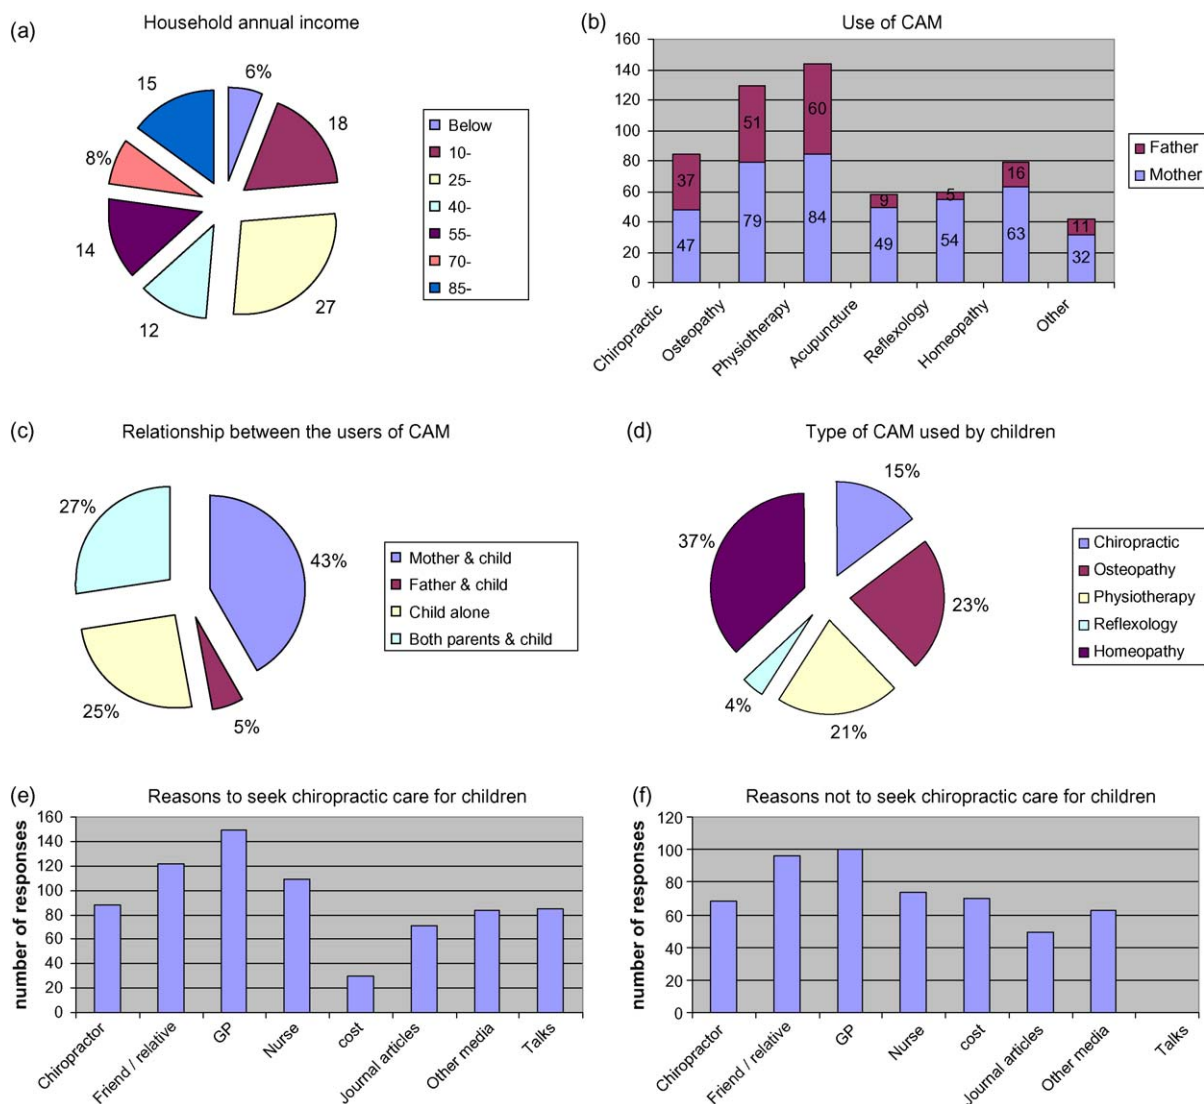 (a)
Household annual income
6%
18
27
12
14
8%
15
Below
10-
25-
40-
55-
70-
85-
(b)
Use of CAM
160
140
120
100
80
60
40
20
0
37
47
51
79
60
84
9
49
5
54
16
63
11
32
Chiropractic
Osteopathy
Physiotherapy
Acupuncture
Reflexology
Homeopathy
Other
Father
Mother
(c)
Relationship between the users of CAM
27%
43%
25%
5%
Mother & child
Father & child
Child alone
Both parents & child
(d)
Type of CAM used by children
15%
37%
23%
4%
21%
Chiropractic
Osteopathy
Physiotherapy
Reflexology
Homeopathy
(e)
Reasons to seek chiropractic care for children
number of responses
160
140
120
100
80
60
40
20
0
Chiropractor
Friend / relative
GP
Nurse
cost
Journal articles
Other media
Talks
(f)
Reasons not to seek chiropractic care for children
number of responses
120
100
80
60
40
20
0
Chiropractor
Friend / relative
GP
Nurse
cost
Journal articles
Other media
Talks